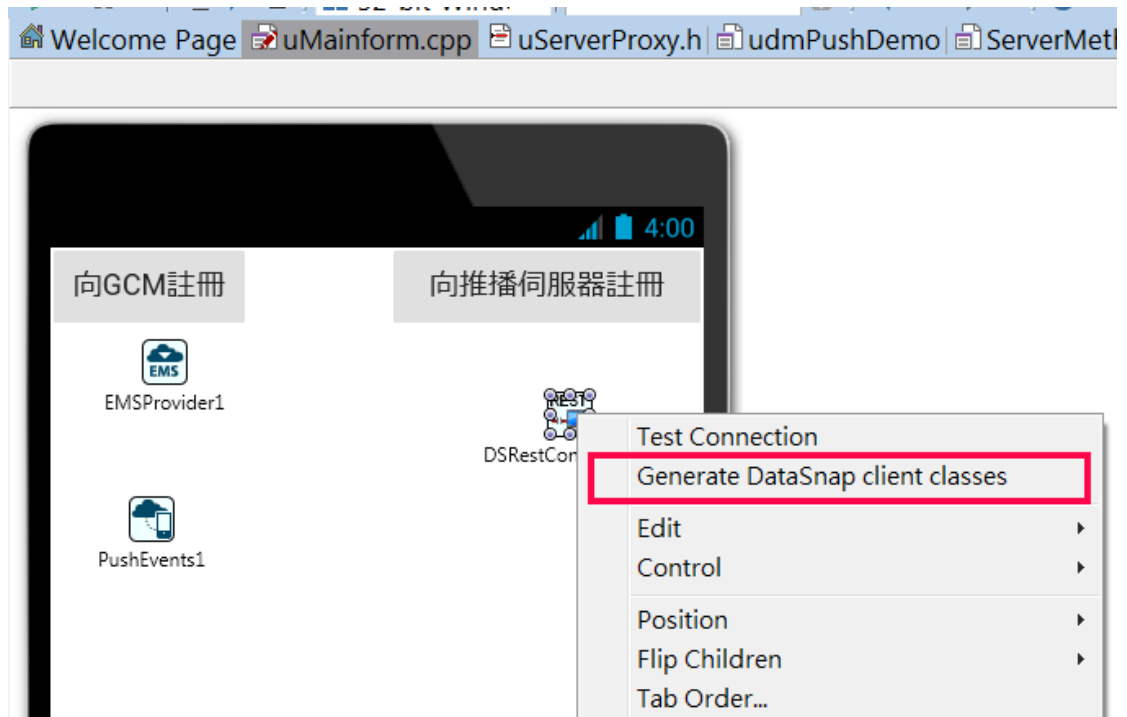 Welcome Page uMainform.cpp uServerProxy.h udmPushDemo ServerMet
4:00
向GCM註冊 向推播伺服器註冊
EMS
EMSProvider1
REST
DSRestCon
PushEvents1
Test Connection
Generate DataSnap client classes
Edit
Control
Position
Flip Children
Tab Order...